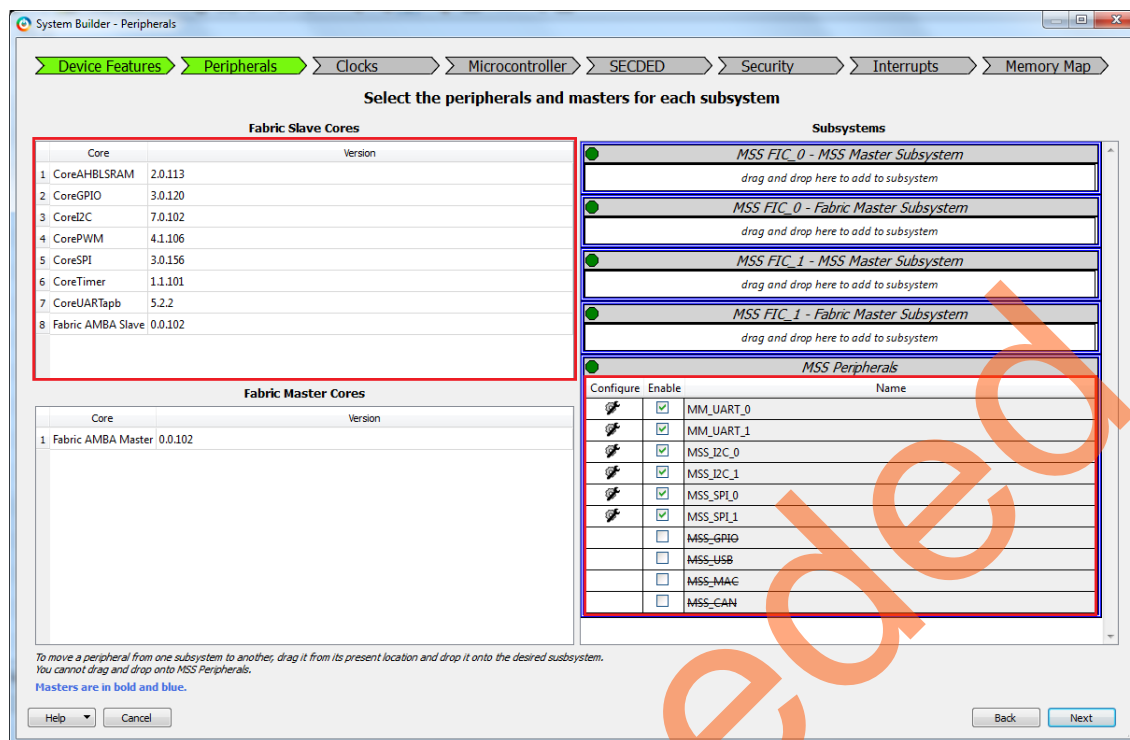 System Builder - Peripherals
Device Features Peripherals Clocks Microcontroller SECDED Security Interrupts Memory Map
Select the peripherals and masters for each subsystem
Fabric Slave Cores
Core Version
1 CoreAHBLSRAM 2.0.113
2 CoreGPIO 3.0.120
3 CoreI2C 7.0.102
4 CorePWM 4.1.106
5 CoreSPI 3.0.156
6 CoreTimer 1.1.101
7 CoreUARTapb 5.2.2
8 Fabric AMBA Slave 0.0.102
Fabric Master Cores
Core Version
1 Fabric AMBA Master 0.0.102
Subsystems
MSS FIC_0 - MSS Master Subsystem
drag and drop here to add to subsystem
MSS FIC_0 - Fabric Master Subsystem
drag and drop here to add to subsystem
MSS FIC_1 - MSS Master Subsystem
drag and drop here to add to subsystem
MSS FIC_1 - Fabric Master Subsystem
drag and drop here to add to subsystem
MSS Peripherals
Configure Enable Name
MM_UART_0
MM_UART_1
MSS_I2C_0
MSS_I2C_1
MSS_SPI_0
MSS_SPI_1
MSS_GPIO
MSS_USB
MSS_MAC
MSS_CAN
To move a peripheral from one subsystem to another, drag it from its present location and drop it onto the desired susbsystem.
You cannot drag and drop onto MSS Peripherals.
Masters are in bold and blue.
Help Cancel Back Next
eded